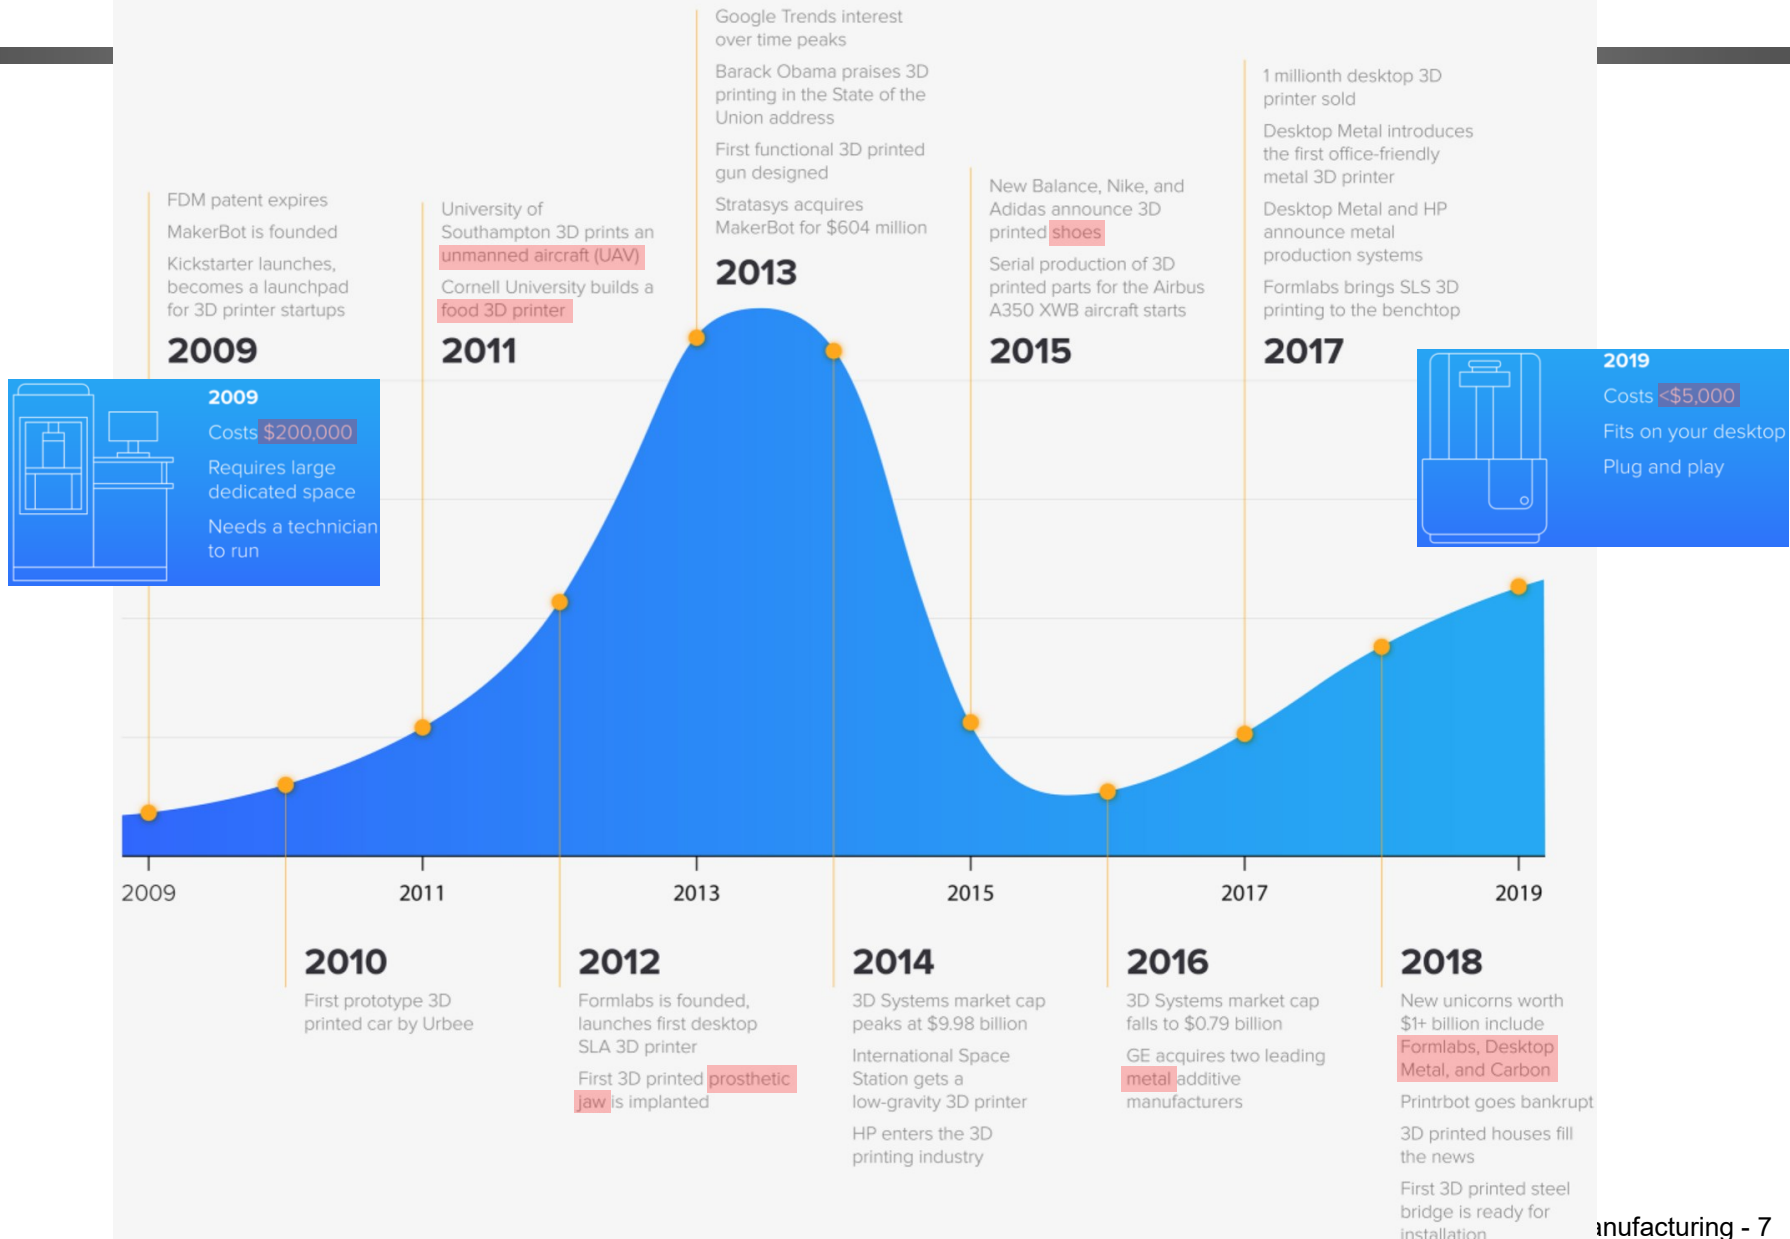 Google Trends interest
over time peaks
Barack Obama praises 3D
printing in the State of the
Union address
First functional 3D printed
gun designed
Stratasys acquires
MakerBot for $604 million
2013
1 millionth desktop 3D
printer sold
Desktop Metal introduces
the first office-friendly
metal 3D printer
Desktop Metal and HP
announce metal
production systems
Formlabs brings SLS 3D
printing to the benchtop
2017
FDM patent expires
MakerBot is founded
Kickstarter launches,
becomes a launchpad
for 3D printer startups
2009
University of
Southampton 3D prints an
unmanned aircraft (UAV)
Cornell University builds a
food 3D printer
2011
New Balance, Nike, and
Adidas announce 3D
printed shoes
Serial production of 3D
printed parts for the Airbus
A350 XWB aircraft starts
2015
2009
Costs $200,000
Requires large
dedicated space
Needs a technician
to run
2019
Costs <$5,000
Fits on your desktop
Plug and play
2009
2011
2013
2015
2017
2019
2010
First prototype 3D
printed car by Urbee
2012
Formlabs is founded,
launches first desktop
SLA 3D printer
First 3D printed prosthetic
jaw is implanted
2014
3D Systems market cap
peaks at $9.98 billion
International Space
Station gets a
low-gravity 3D printer
HP enters the 3D
printing industry
2016
3D Systems market cap
falls to $0.79 billion
GE acquires two leading
metal additive
manufacturers
2018
New unicorns worth
$1+ billion include
Formlabs, Desktop
Metal, and Carbon
Printrbot goes bankrupt
3D printed houses fill
the news
First 3D printed steel
bridge is ready for
installation
anufacturing - 7